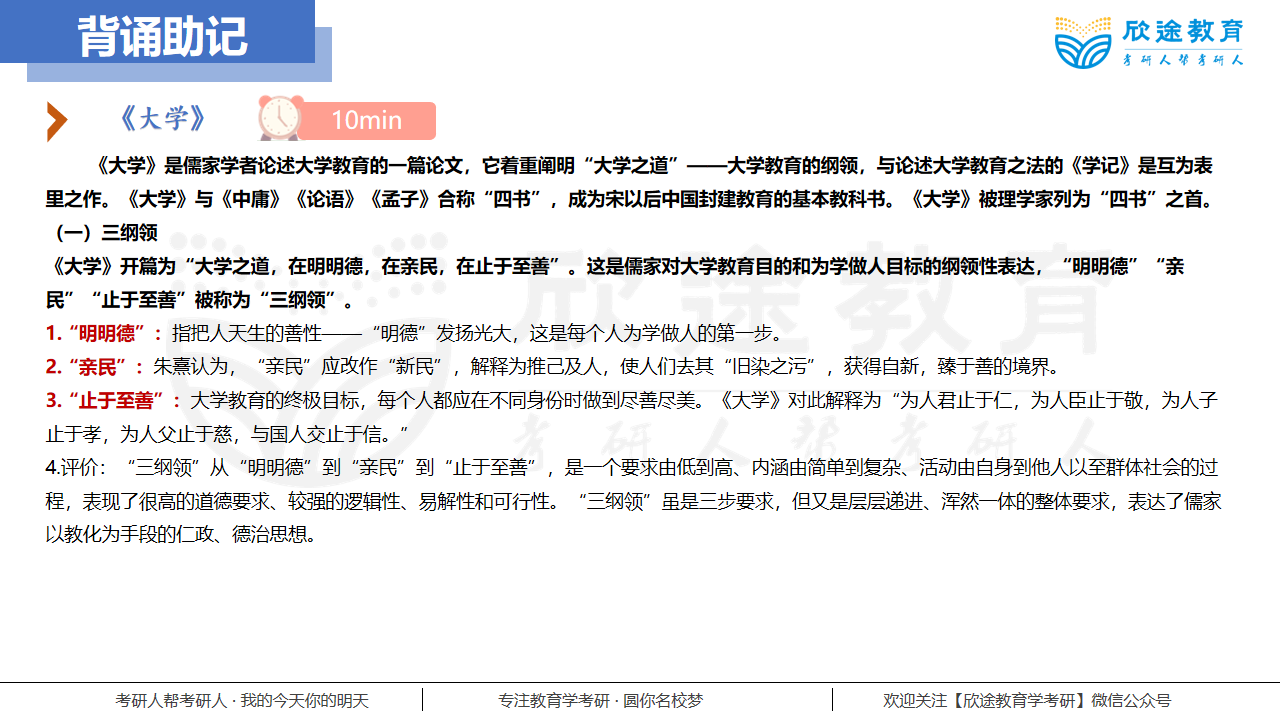 背诵助记
欣途教育
考研人帮考研人
《大学》
10min
《大学》是儒家学者论述大学教育的一篇论文，它着重阐明“大学之道”——大学教育的纲领，与论述大学教育之法的《学记》是互为表
里之作。《大学》与《中庸》《论语》《孟子》合称“四书”，成为宋以后中国封建教育的基本教科书。《大学》被理学家列为“四书”之首。
（一）三纲领
《大学》开篇为“大学之道，在明明德，在亲民，在止于至善”。这是儒家对大学教育目的和为学做人目标的纲领性表达，“明明德”“亲
民”“止于至善”被称为“三纲领”。
1.“明明德”：指把人天生的善性——“明德”发扬光大，这是每个人为学做人的第一步。
2.“亲民”：朱熹认为，“亲民”应改作“新民”，解释为推己及人，使人们去其“旧染之污”，获得自新，臻于善的境界。
3.“止于至善”：大学教育的终极目标，每个人都应在不同身份时做到尽善尽美。《大学》对此解释为“为人君止于仁，为人臣止于敬，为人子
止于孝，为人父止于慈，与国人交止于信。”
4.评价：“三纲领”从“明明德”到“亲民”到“止于至善”，是一个要求由低到高、内涵由简单到复杂、活动由自身到他人以至群体社会的过
程，表现了很高的道德要求、较强的逻辑性、易解性和可行性。“三纲领”虽是三步要求，但又是层层递进、浑然一体的整体要求，表达了儒家
以教化为手段的仁政、德治思想。
欣途教育
考研人帮考研人
考研人帮考研人 · 我的今天你的明天
专注教育学考研 · 圆你名校梦
欢迎关注【欣途教育学考研】微信公众号